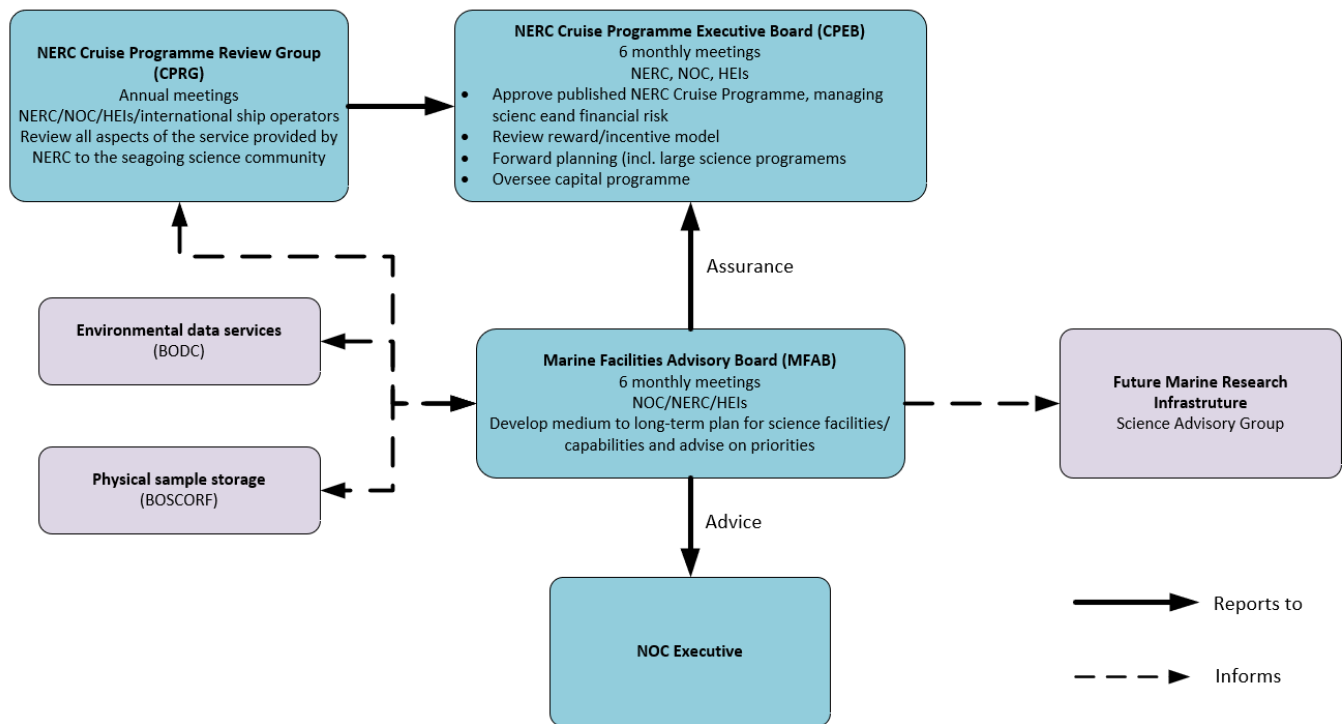 NERC Cruise Programme Review Group
(CPRG)
Annual meetings
NERC/NOC/HEIs/international ship operators
Review all aspects of the service provided by
NERC to the seagoing science community
NERC Cruise Programme Executive Board (CPEB)
6 monthly meetings
NERC, NOC, HEIs
• Approve published NERC Cruise Programme, managing
scienc eand financial risk
• Review reward/incentive model
• Forward planning (incl. large science programems
• Oversee capital programme
Assurance
Environmental data services
(BODC)
Marine Facilities Advisory Board (MFAB)
6 monthly meetings
NOC/NERC/HEIs
Develop medium to long-term plan for science facilities/
capabilities and advise on priorities
Future Marine Research
Infrastruture
Science Advisory Group
Physical sample storage
(BOSCORF)
Advice
NOC Executive
Reports to
Informs